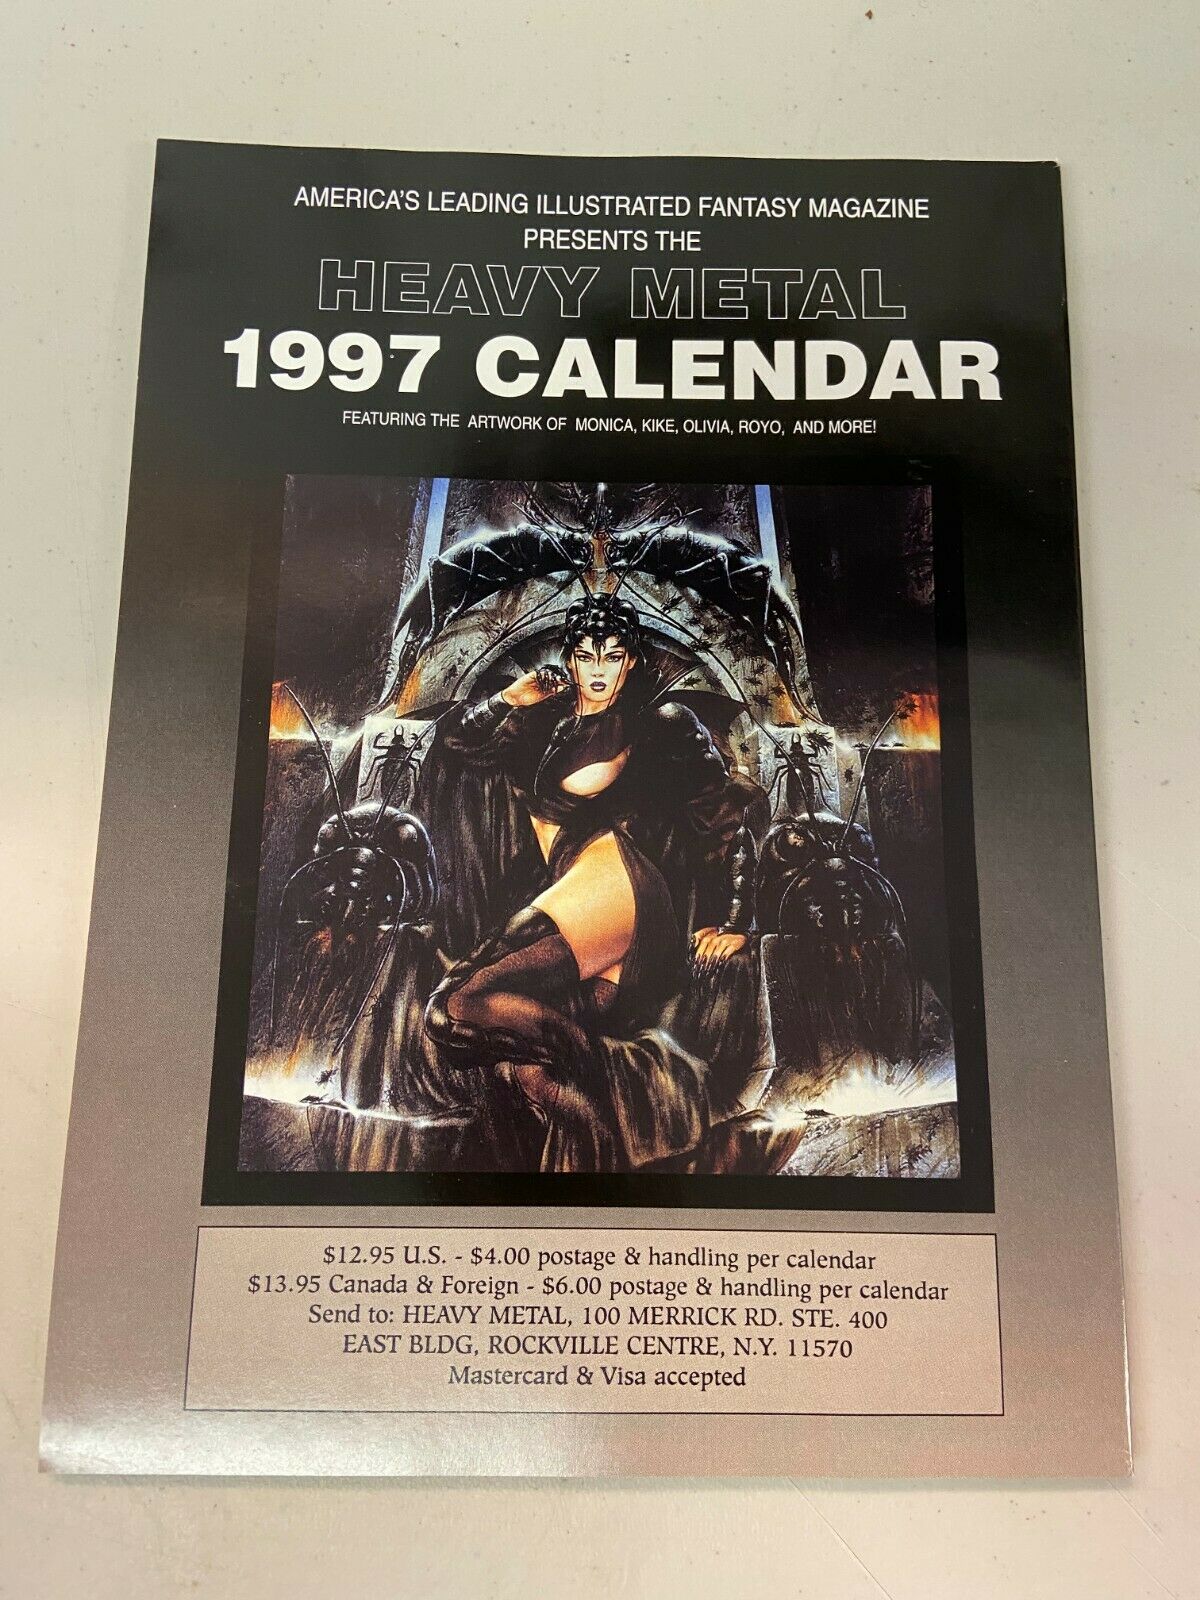 AMERICA'S LEADING ILLUSTRATED FANTASY MAGAZINE
PRESENTS THE
HEAVY METAL
1997 CALENDAR
FEATURING THE ARTWORK OF MONICA, KIKE, OLIVIA, ROYO, AND MORE!
$12.95 U.S. - $4.00 postage & handling per calendar
$13.95 Canada & Foreign - $6.00 postage & handling per calendar
Send to: HEAVY METAL, 100 MERRICK RD. STE. 400
EAST BLDG, ROCKVILLE CENTRE, N.Y. 11570
Mastercard & Visa accepted